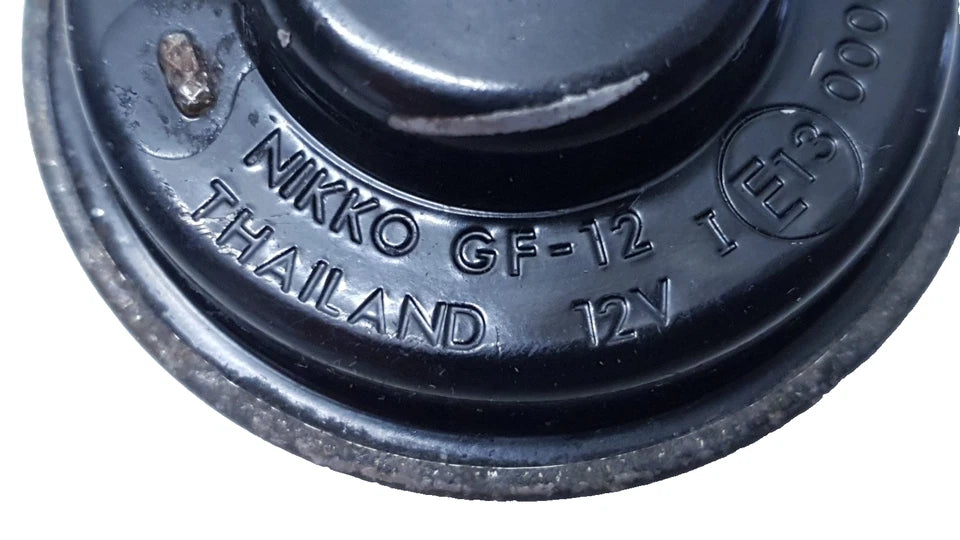 NIKKO GF-12 I E13 000
THAILAND 12V